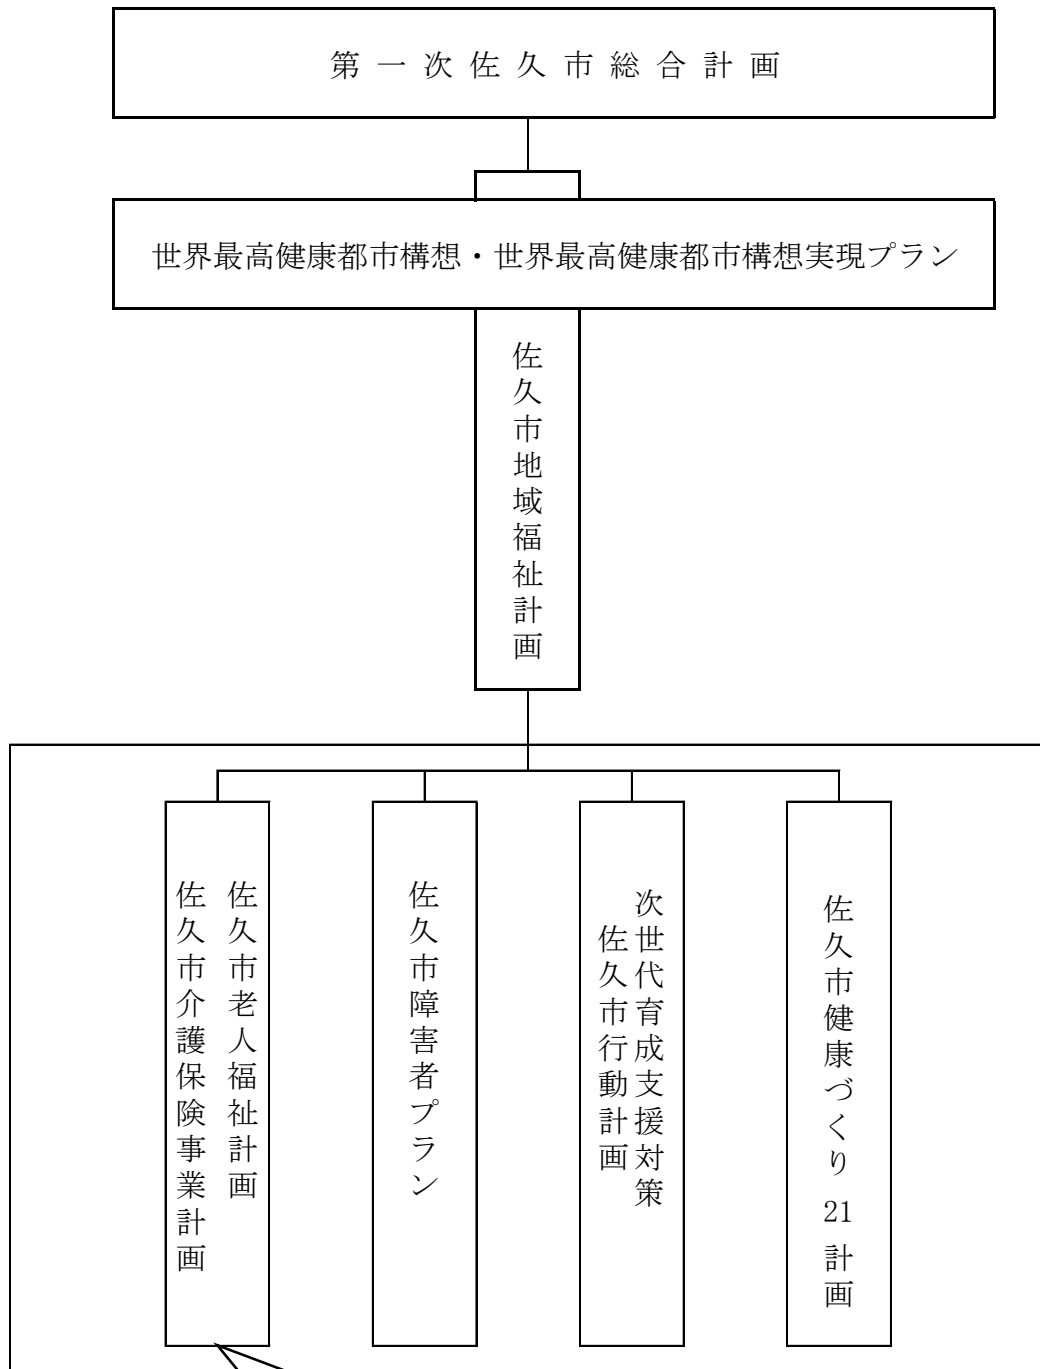 第一次佐久市総合計画
世界最高健康都市構想・世界最高健康都市構想実現プラン
佐久市地域福祉計画
佐久市老人福祉計画
佐久市介護保険事業計画
佐久市障害者プラン
次世代育成支援対策
佐久市行動計画
佐久市健康づくり21計画